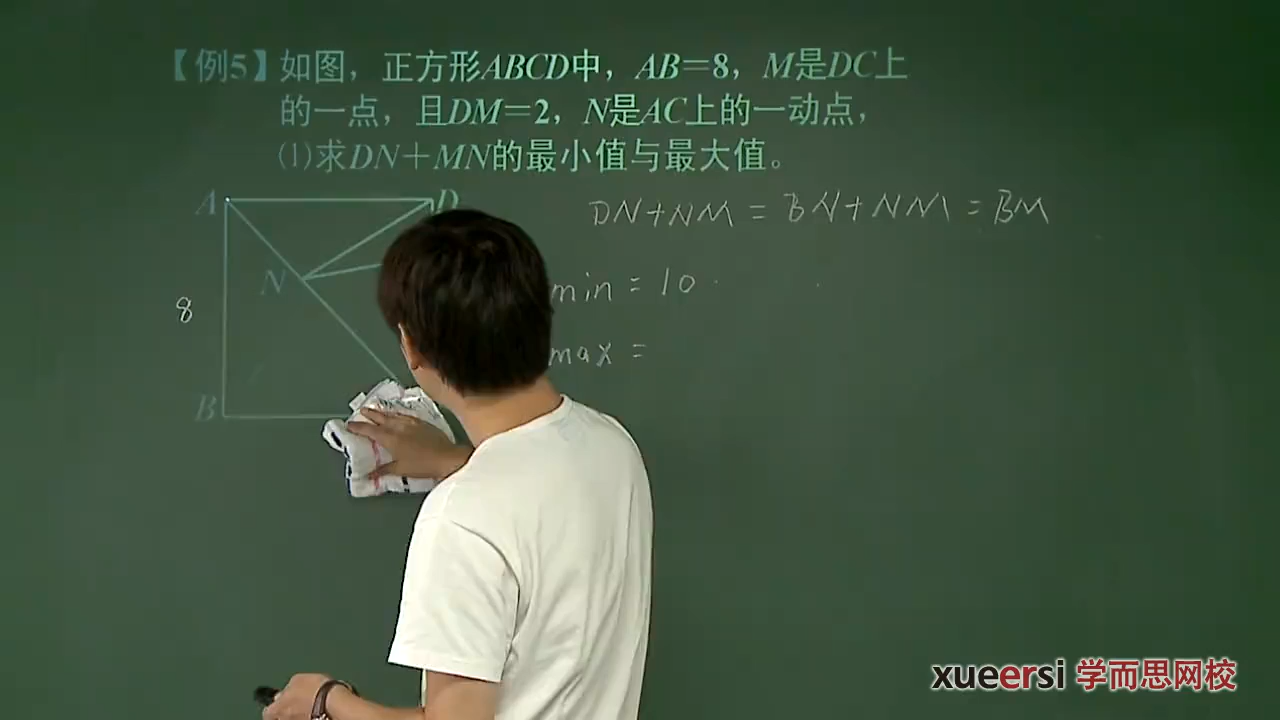 【例5】如图，正方形ABCD中，AB=8，M是DC上
的一点，且DM=2，N是AC上的一动点，
⑴求DN+MN的最小值与最大值。
A
D
DN+NM = BN+NM = BM
N
8
min = 10
max =
B
xueersi 学而思网校